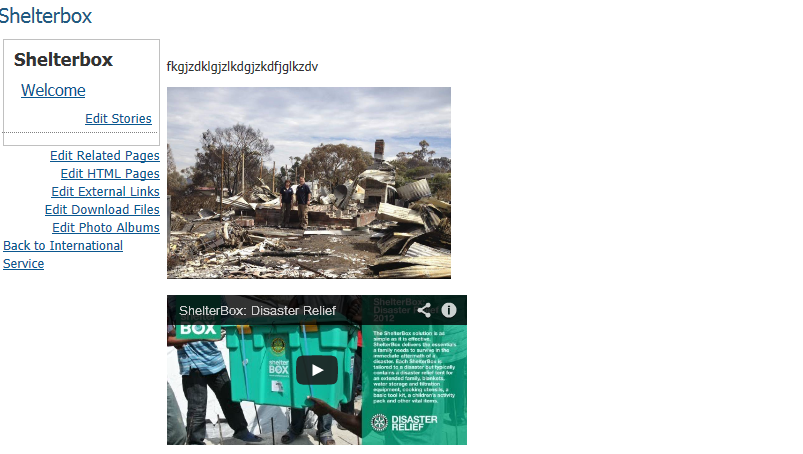 Shelterbox
Shelterbox
Welcome
Edit Stories
Edit Related Pages
Edit HTML Pages
Edit External Links
Edit Download Files
Edit Photo Albums
Back to International
Service
fkgjzdklgjzlkdgjzkdfjglkzdv
ShelterBox: Disaster Relief
BOX
shelter
BOX
ShelterBox
Disaster Relief
2012
The ShelterBox solution is as
simple as it is effective.
ShelterBox delivers the essentials
a family needs to survive in the
immediate aftermath of a
disaster. Each ShelterBox is
tailored to a disaster but typically
contains a disaster relief tent for
an extended family, blankets,
water storage and filtration
equipment, cooking utensils, a
basic tool kit, a children's activity
pack and other vital items.
DISASTER
RELIEF